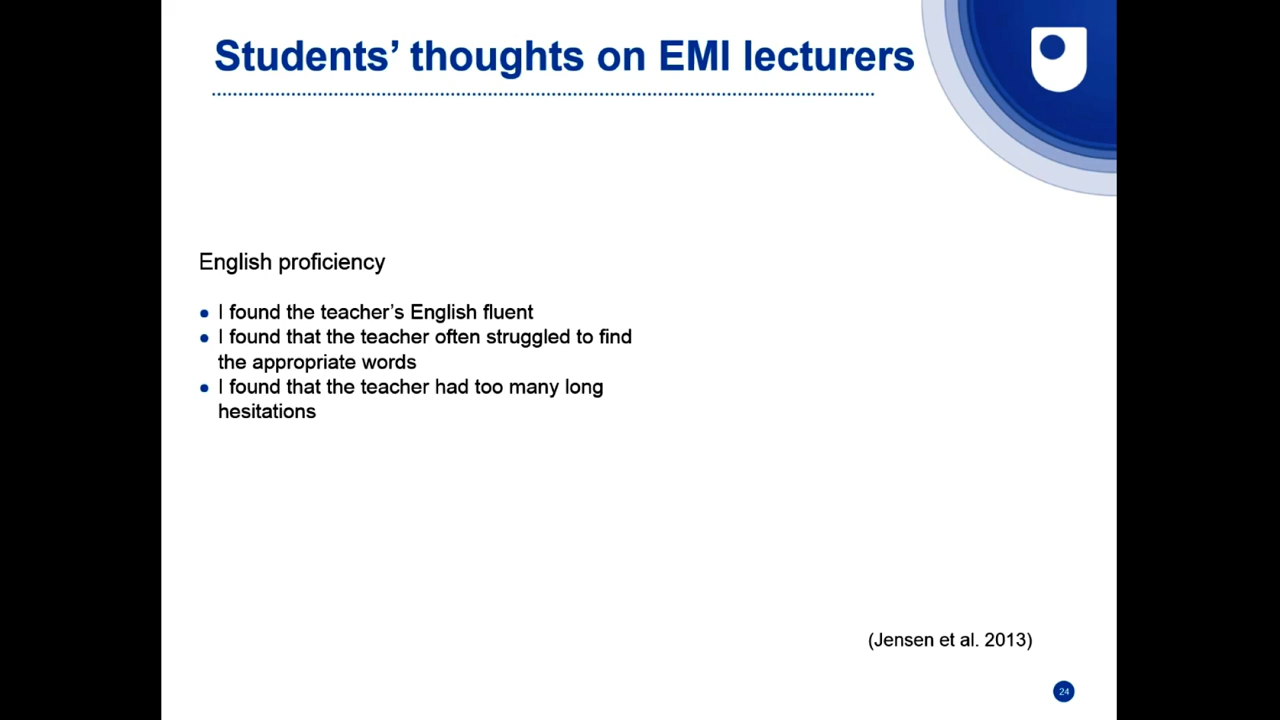 Students’ thoughts on EMI lecturers
English proficiency
● I found the teacher’s English fluent
● I found that the teacher often struggled to find
the appropriate words
● I found that the teacher had too many long
hesitations
(Jensen et al. 2013)
24